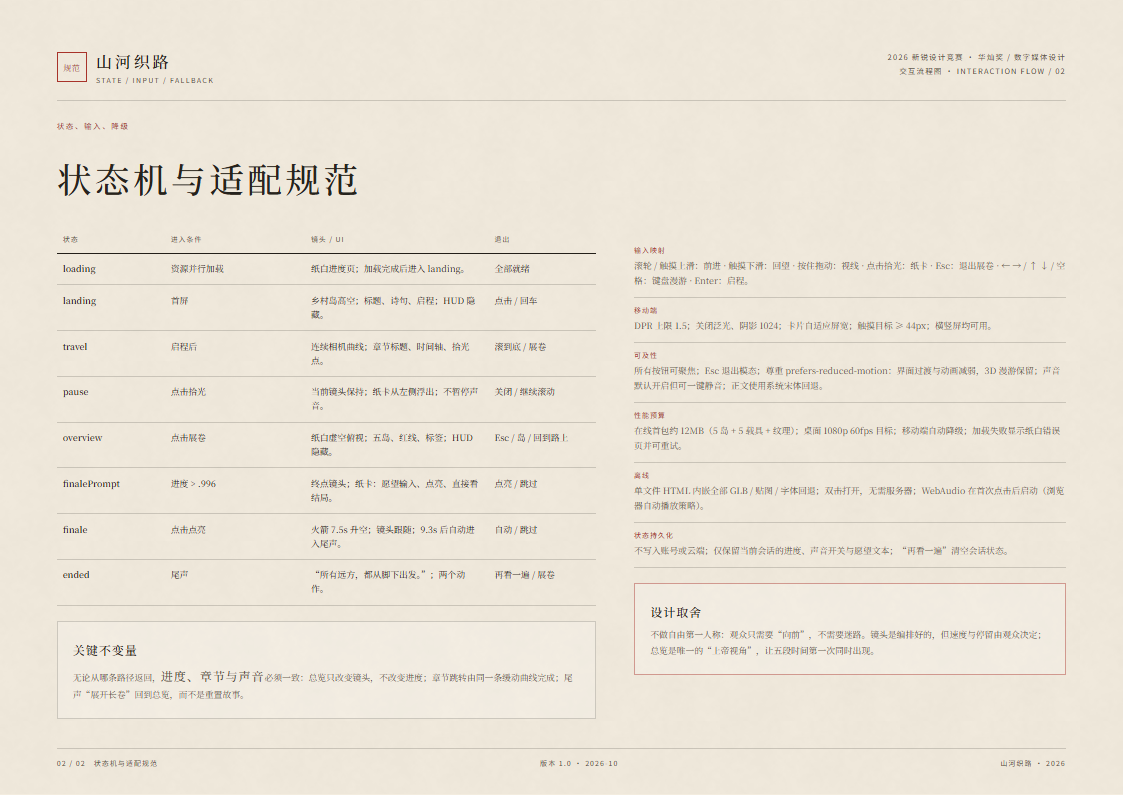 规范
山河织路
STATE / INPUT / FALLBACK
2026 新锐设计竞赛 · 华灿奖 / 数字媒体设计
交互流程图 · INTERACTION FLOW / 02
状态、输入、降级
状态机与适配规范
状态 进入条件 镜头 / UI 退出
loading 资源并行加载 纸白进度页；加载完成后进入 landing。 全部就绪
landing 首屏 乡村岛高空；标题、诗句、启程；HUD 隐 点击 / 回车
藏。
travel 启程后 连续相机曲线；章节标题、时间轴、拾光 滚到底 / 展卷
点。
pause 点击拾光 当前镜头保持；纸卡从左侧浮出；不暂停声 关闭 / 继续滚动
音。
overview 点击展卷 纸白虚空俯视；五岛、红线、标签；HUD Esc / 岛 / 回到路上
隐藏。
finalePrompt 进度 > .996 终点镜头；纸卡：愿望输入、点亮、直接看 点亮 / 跳过
结局。
finale 点击点亮 火箭 7.5s 升空；镜头跟随；9.3s 后自动进 自动 / 跳过
入尾声。
ended 尾声 “所有远方，都从脚下出发。”；两个动 再看一遍 / 展卷
作。
关键不变量
无论从哪条路径返回，进度、章节与声音必须一致：总览只改变镜头，不改变进度；章节跳转由同一条缓动曲线完成；尾
声“展开长卷”回到总览，而不是重置故事。
输入映射
滚轮 / 触摸上滑：前进 · 触摸下滑：回望 · 按住拖动：视线 · 点击拾光：纸卡 · Esc：退出展卷 · ← → / ↑ ↓ / 空
格：键盘漫游 · Enter：启程。
移动端
DPR 上限 1.5；关闭泛光，阴影 1024；卡片自适应屏宽；触摸目标 ≥ 44px；横竖屏均可用。
可及性
所有按钮可聚焦；Esc 退出模态；尊重 prefers-reduced-motion：界面过渡与动画减弱，3D 漫游保留；声音
默认开启但可一键静音；正文使用系统宋体回退。
性能预算
在线首包约 12MB（5 岛 + 5 载具 + 纹理）；桌面 1080p 60fps 目标；移动端自动降级；加载失败显示纸白错误
页并可重试。
离线
单文件 HTML 内嵌全部 GLB / 贴图 / 字体回退；双击打开，无需服务器；WebAudio 在首次点击后启动（浏览
器自动播放策略）。
状态持久化
不写入账号或云端；仅保留当前会话的进度、声音开关与愿望文本；“再看一遍”清空会话状态。
设计取舍
不做自由第一人称：观众只需要“向前”，不需要迷路。镜头是编排好的，但速度与停留由观众决定；
总览是唯一的“上帝视角”，让五段时间第一次同时出现。
02 / 02 状态机与适配规范
版本 1.0 · 2026-10
山河织路 · 2026